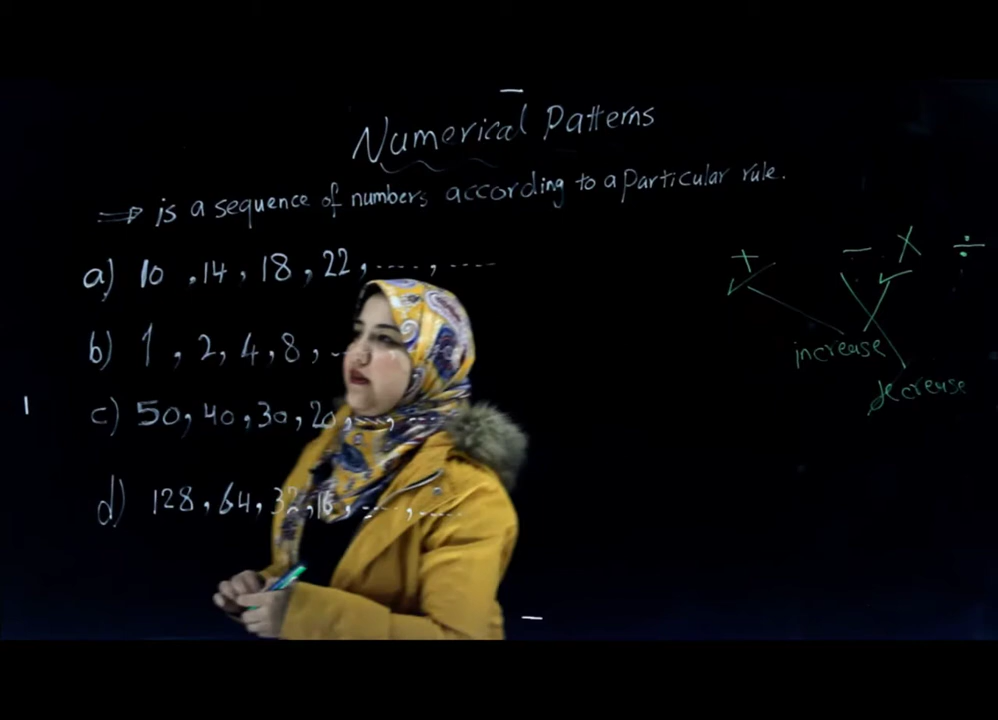 Numerical Patterns
⇒ is a sequence of numbers according to a particular rule.
a) 10 , 14 , 18 , 22 , ..... , .....
b) 1 , 2 , 4 , 8 ,
c) 50 , 40 , 30 , 20 , ..... , .....
d) 128 , 64 , 32 , 16 , ..... , .....
+ − × ÷
✓ ✓
increase
decrease